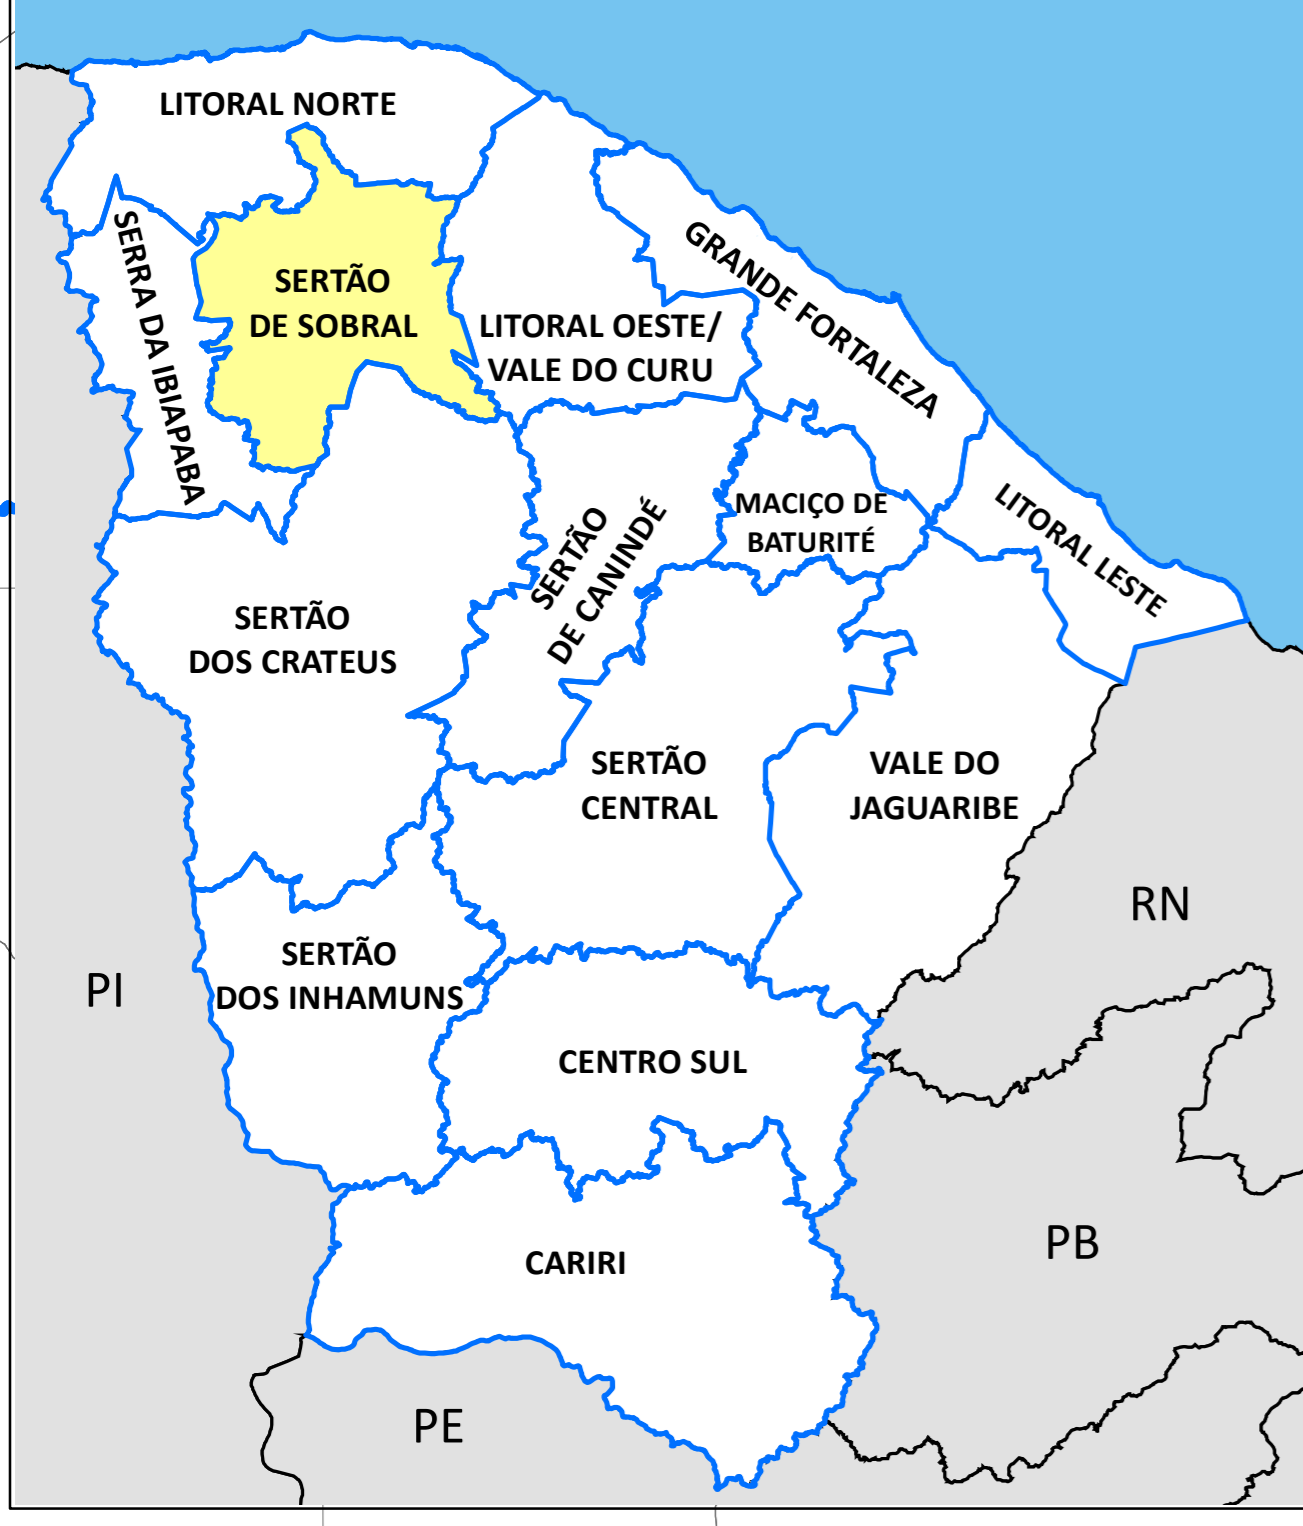 LITORAL NORTE
SERRA DA IBIAPABA
SERTÃO
DE SOBRAL
LITORAL OESTE/
VALE DO CURU
GRANDE FORTALEZA
MACIÇO DE
BATURITÉ
LITORAL LESTE
SERTÃO
DE CANINDÉ
SERTÃO
DOS CRATEUS
SERTÃO
CENTRAL
VALE DO
JAGUARIBE
RN
PI
SERTÃO
DOS INHAMUNS
CENTRO SUL
PB
CARIRI
PE